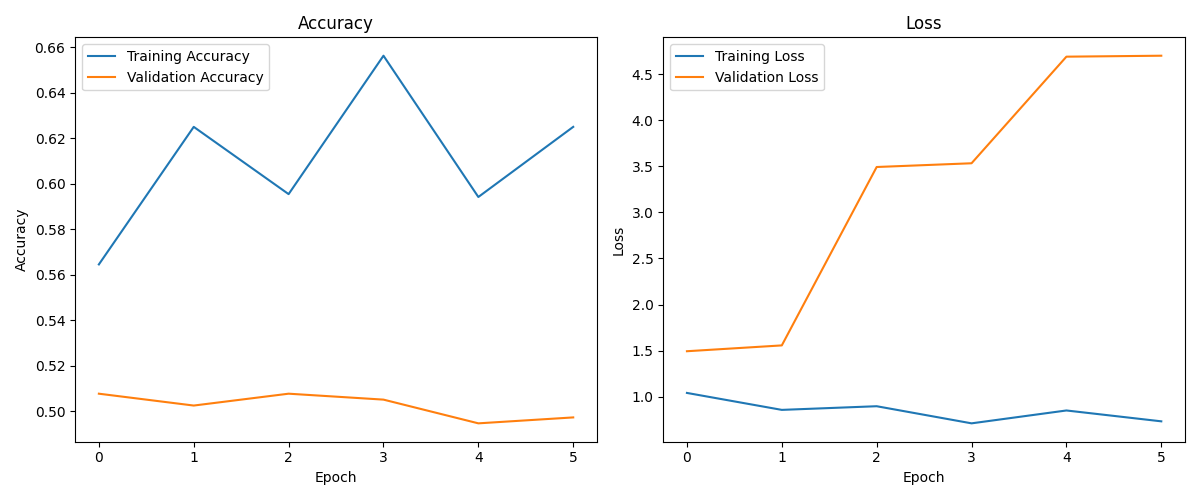 Accuracy
Training Accuracy
Validation Accuracy
0.66
0.64
0.62
0.60
0.58
0.56
0.54
0.52
0.50
Accuracy
0 1 2 3 4 5
Epoch
Loss
Training Loss
Validation Loss
4.5
4.0
3.5
3.0
2.5
2.0
1.5
1.0
Loss
0 1 2 3 4 5
Epoch